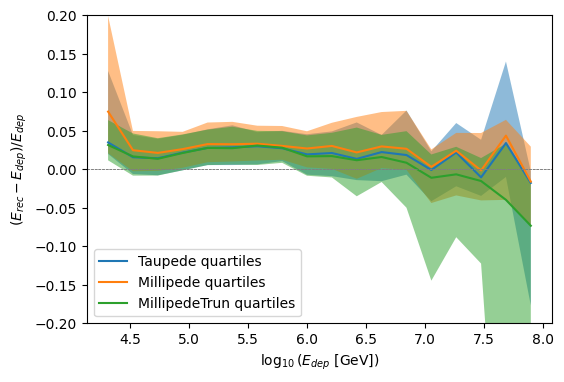 0.20
0.15
0.10
0.05
0.00
−0.05
−0.10
−0.15
−0.20
(E_rec − E_dep)/E_dep
Taupede quartiles
Millipede quartiles
MillipedeTrun quartiles
4.5 5.0 5.5 6.0 6.5 7.0 7.5 8.0
log₁₀(E_dep [GeV])